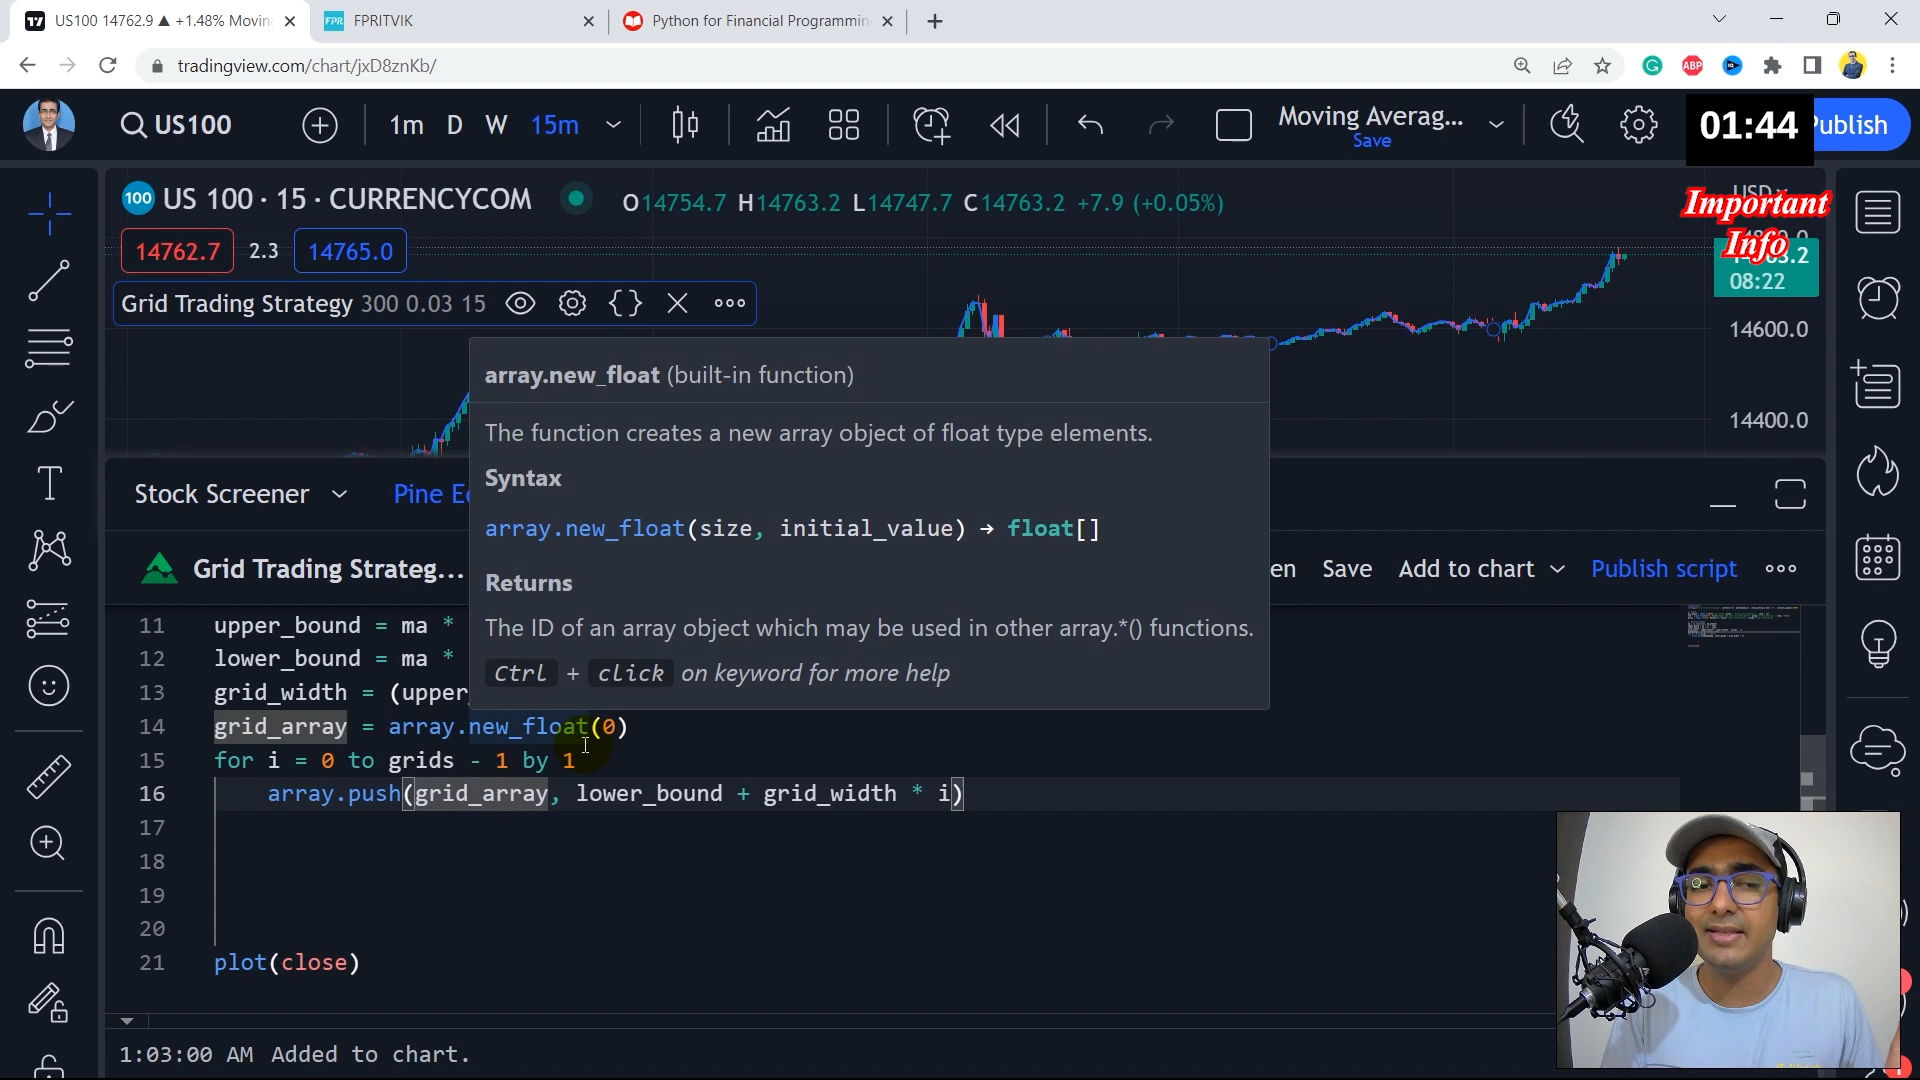 US100 14762.9 ▲ +1.48% Movin
FPRITVIK
Python for Financial Programmin
tradingview.com/chart/jxD8znKb/
US100
1m D W 15m
Moving Averag...
Save
01:44
Publish
100 US 100 · 15 · CURRENCYCOM
O14754.7 H14763.2 L14747.7 C14763.2 +7.9 (+0.05%)
USD
Important
Info
14762.7 2.3 14765.0
08:22
Grid Trading Strategy 300 0.03 15
14600.0
14400.0
array.new_float (built-in function)
The function creates a new array object of float type elements.
Syntax
array.new_float(size, initial_value) → float[]
Returns
The ID of an array object which may be used in other array.*() functions.
Ctrl + click on keyword for more help
Stock Screener
Pine E
Grid Trading Strateg...
en Save Add to chart Publish script
11 upper_bound = ma *
12 lower_bound = ma *
13 grid_width = (upper
14 grid_array = array.new_float(0)
15 for i = 0 to grids - 1 by 1
16 array.push(grid_array, lower_bound + grid_width * i)
17
18
19
20
21 plot(close)
1:03:00 AM Added to chart.